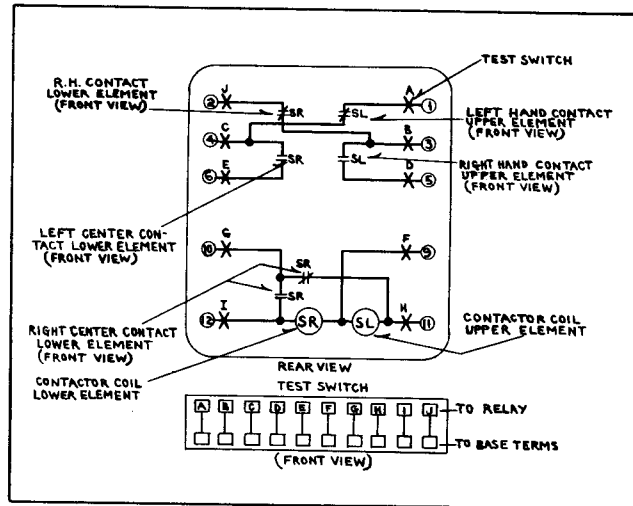 TEST SWITCH
R.H. CONTACT
LOWER ELEMENT
(FRONT VIEW)
J
A
2
SR
SL
1
LEFT HAND CONTACT
UPPER ELEMENT
(FRONT VIEW)
C
B
4
3
SR
SL
RIGHT HAND CONTACT
UPPER ELEMENT
(FRONT VIEW)
E
D
6
5
LEFT CENTER CON-
TACT LOWER ELEMENT
(FRONT VIEW)
G
F
10
9
SR
SR
I
H
12
SR
SL
11
RIGHT CENTER CONTACT
LOWER ELEMENT
(FRONT VIEW)
CONTACTOR COIL
UPPER ELEMENT
CONTACTOR COIL
LOWER ELEMENT
REAR VIEW
TEST SWITCH
A B C D E F G H I J
TO RELAY
TO BASE TERMS
(FRONT VIEW)